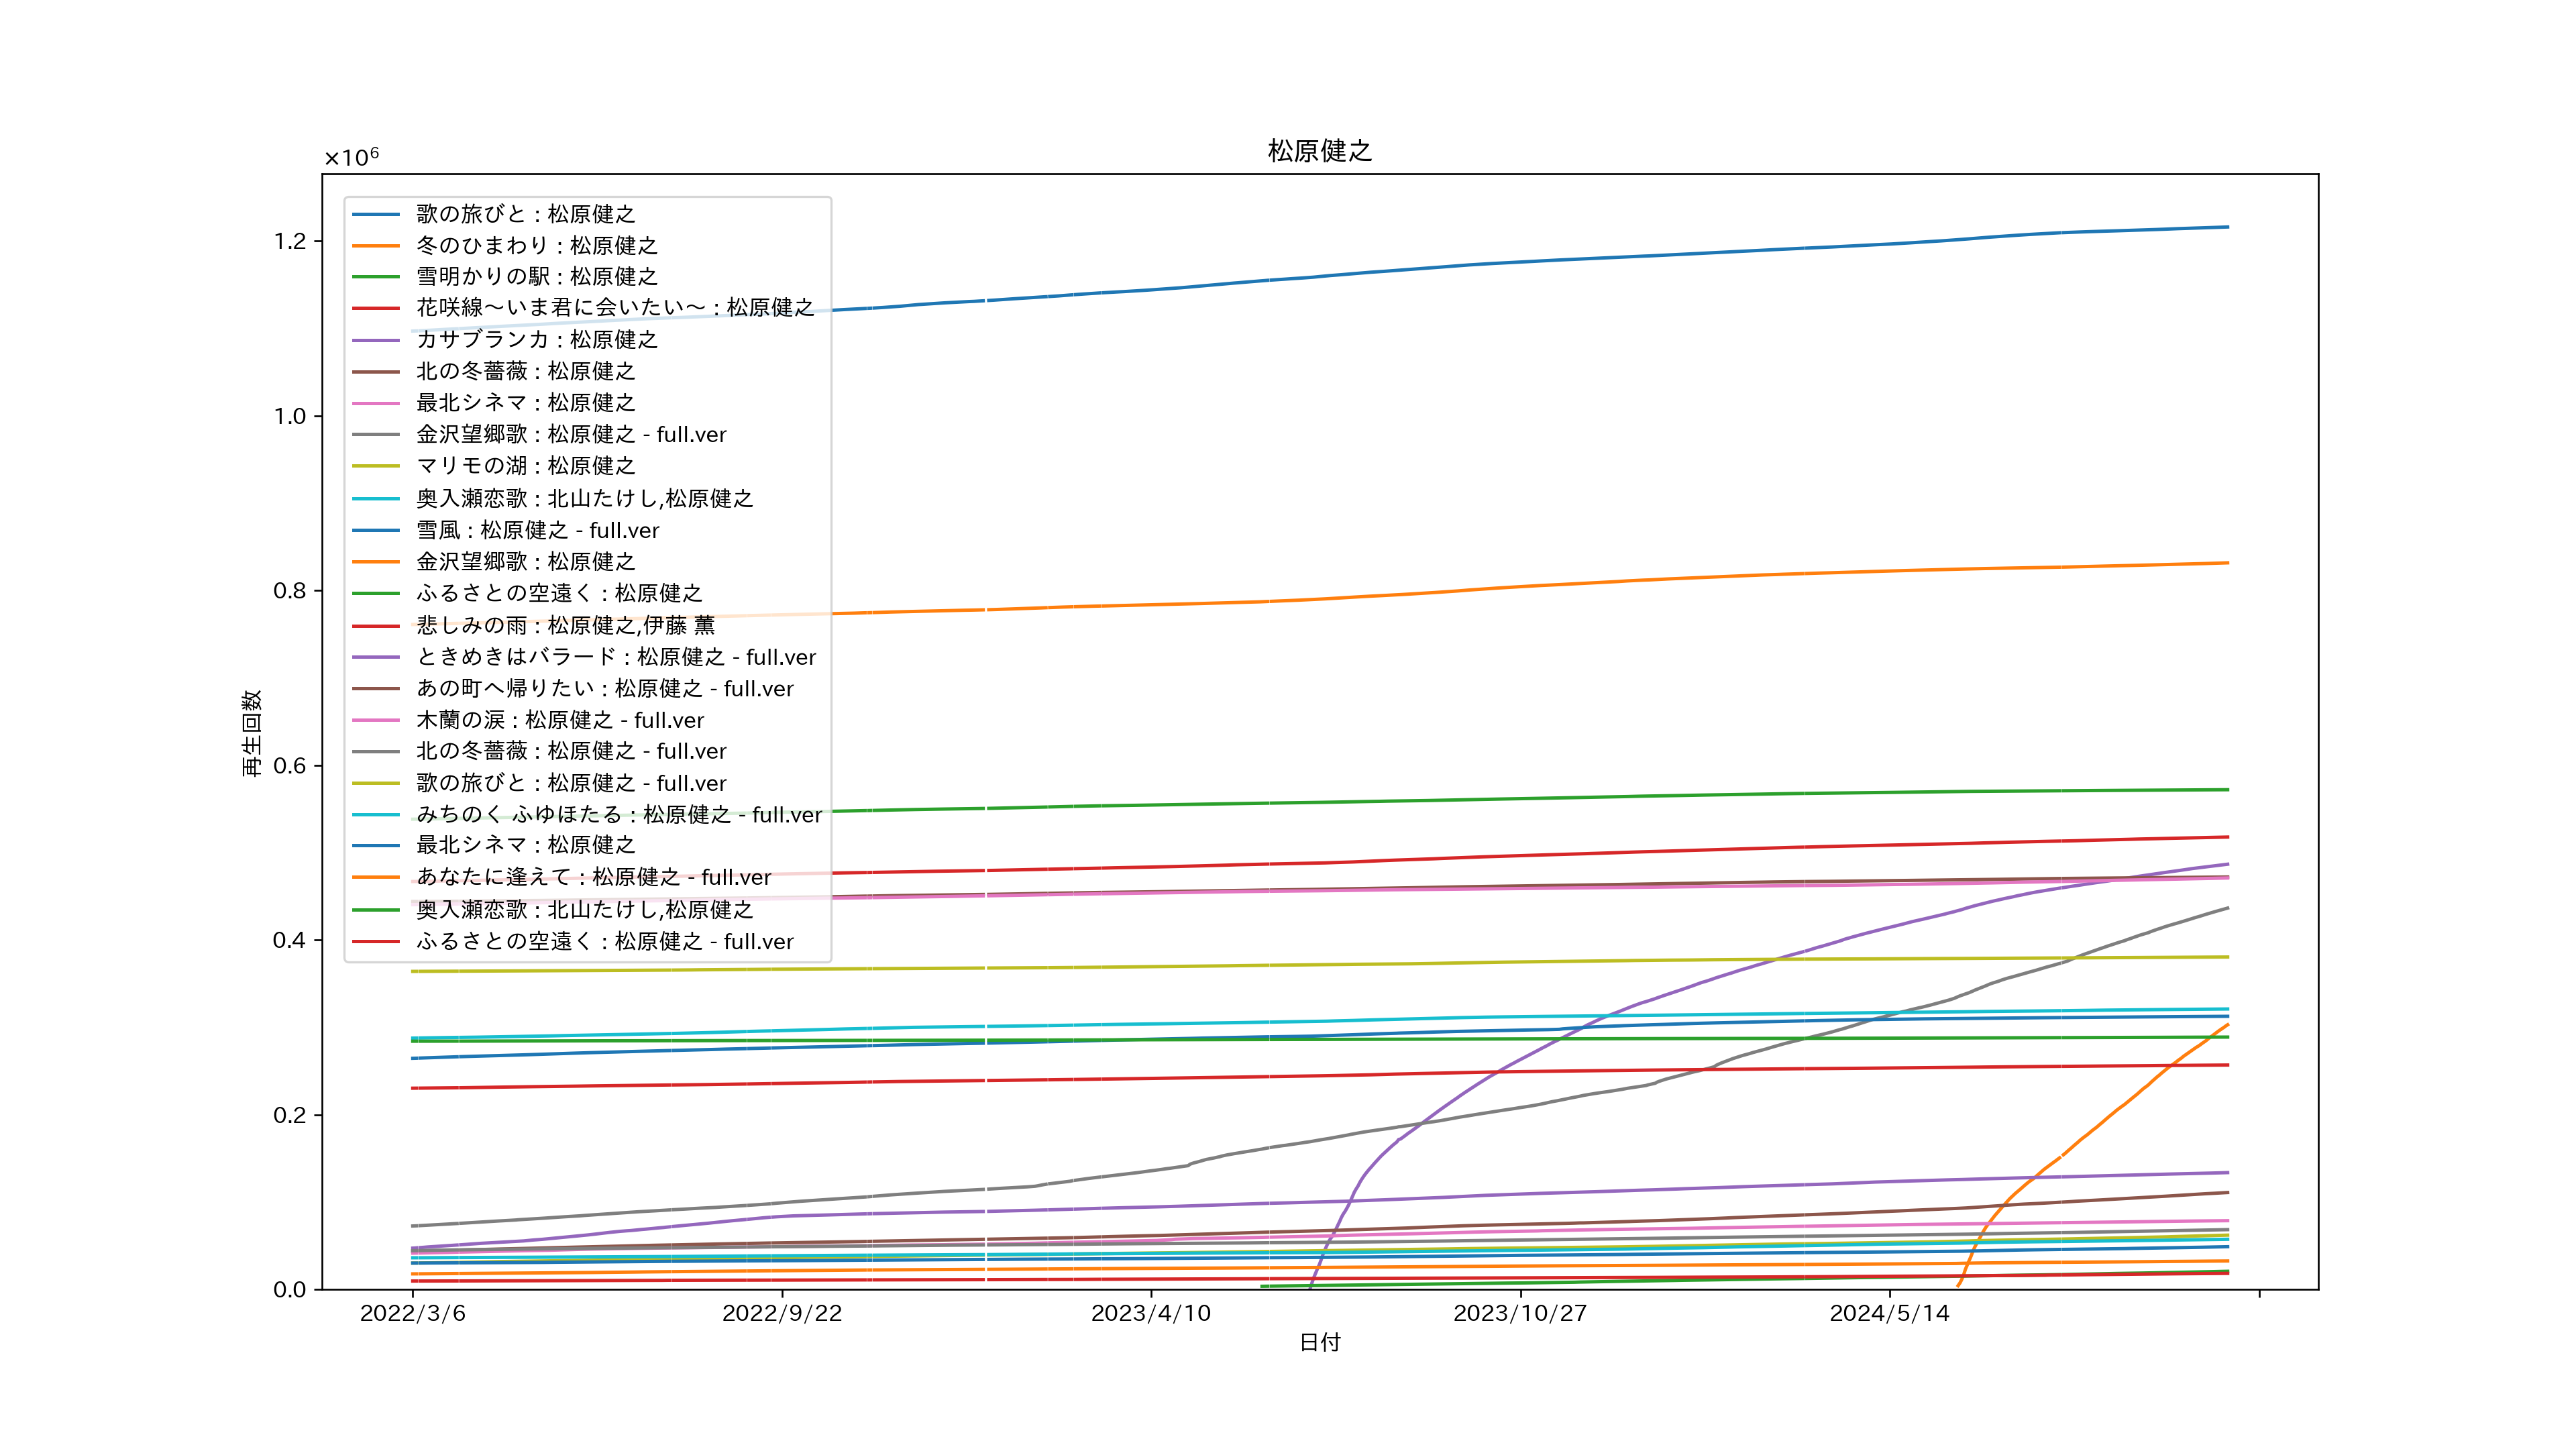 松原健之
×10⁶
1.2
1.0
0.8
0.6
0.4
0.2
0.0
再生回数
歌の旅びと : 松原健之
冬のひまわり : 松原健之
雪明かりの駅 : 松原健之
花咲線～いま君に会いたい～ : 松原健之
カサブランカ : 松原健之
北の冬薔薇 : 松原健之
最北シネマ : 松原健之
金沢望郷歌 : 松原健之 - full.ver
マリモの湖 : 松原健之
奥入瀬恋歌 : 北山たけし,松原健之
雪風 : 松原健之 - full.ver
金沢望郷歌 : 松原健之
ふるさとの空遠く : 松原健之
悲しみの雨 : 松原健之,伊藤 薫
ときめきはバラード : 松原健之 - full.ver
あの町へ帰りたい : 松原健之 - full.ver
木蘭の涙 : 松原健之 - full.ver
北の冬薔薇 : 松原健之 - full.ver
歌の旅びと : 松原健之 - full.ver
みちのく ふゆほたる : 松原健之 - full.ver
最北シネマ : 松原健之
あなたに逢えて : 松原健之 - full.ver
奥入瀬恋歌 : 北山たけし,松原健之
ふるさとの空遠く : 松原健之 - full.ver
2022/3/6
2022/9/22
2023/4/10
2023/10/27
2024/5/14
日付